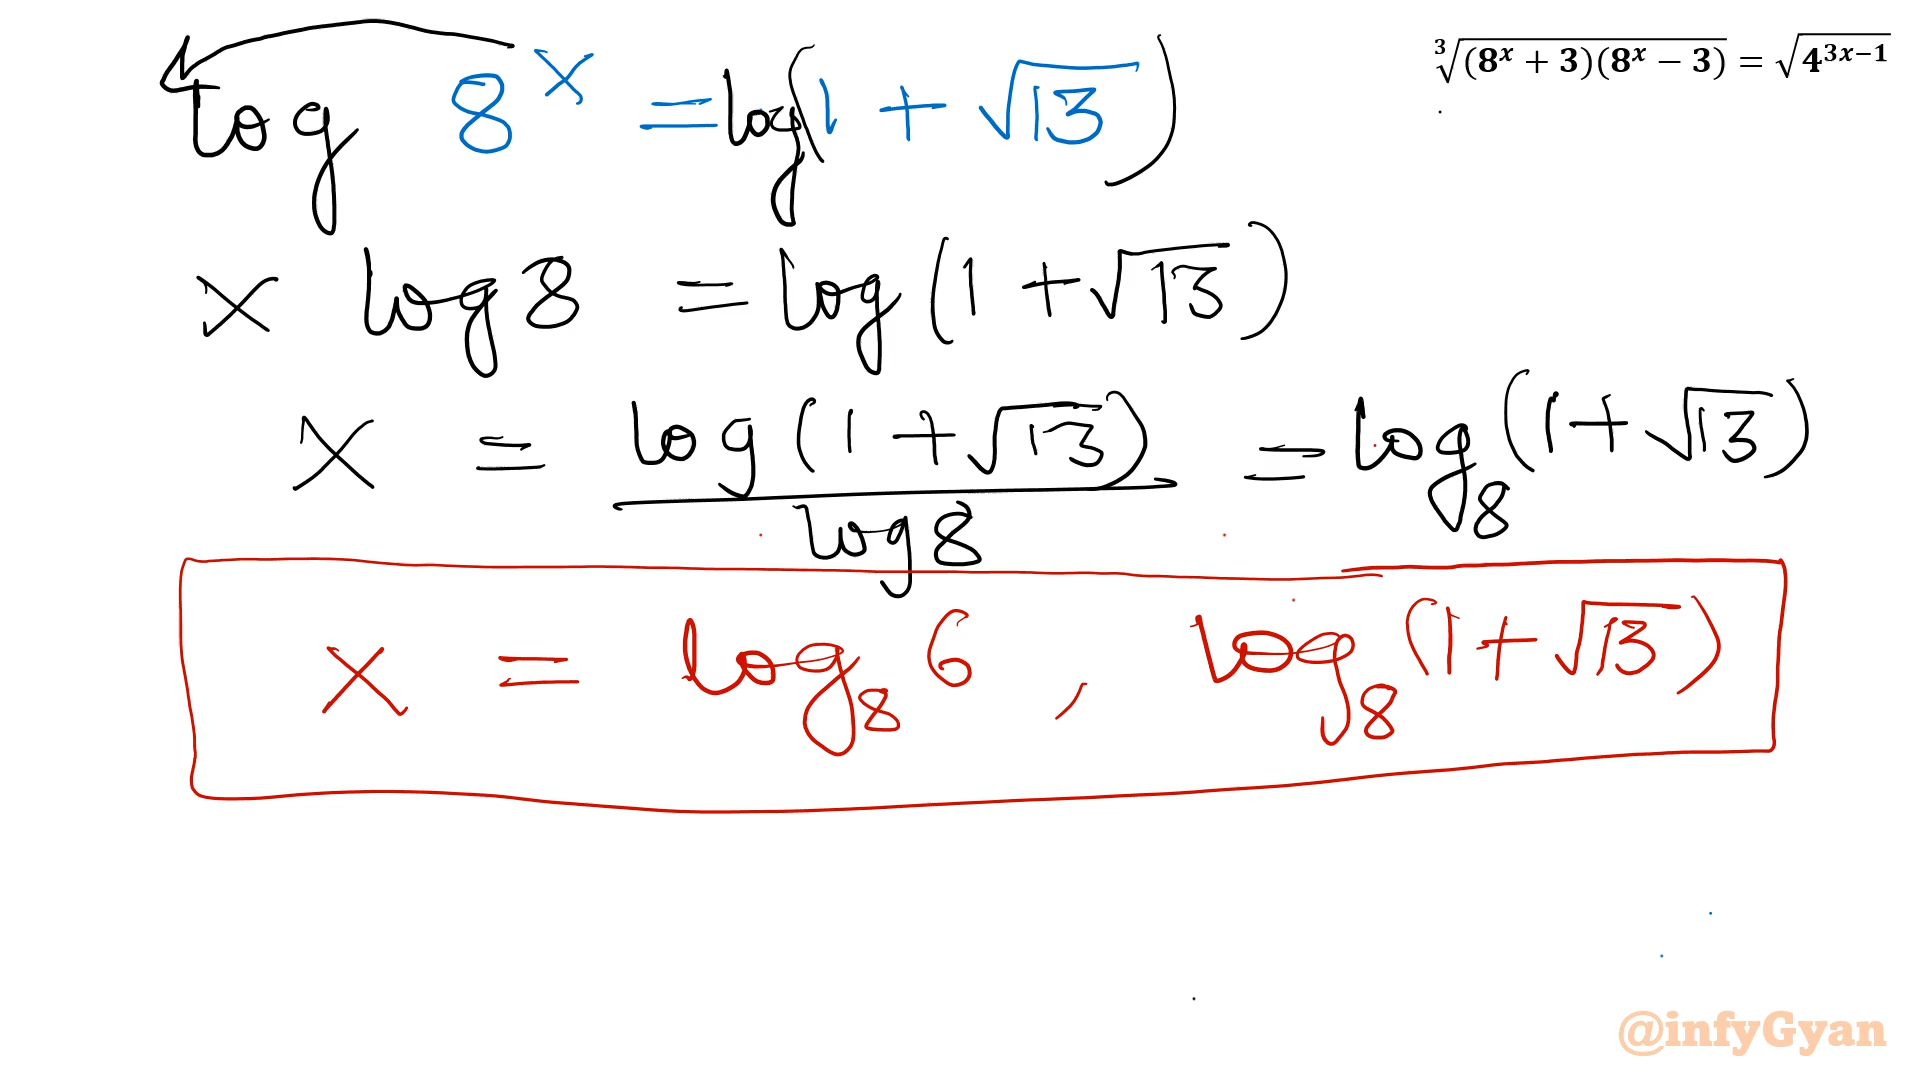 ∛((8^x + 3)(8^x − 3)) = √(4^(3x−1))
log 8^x = log(1 + √13)
x log 8 = log(1 + √13)
x = log(1 + √13) / log 8 = log_8 (1 + √13)
x = log_8 6 , log_8 (1 + √13)
@infyGyan